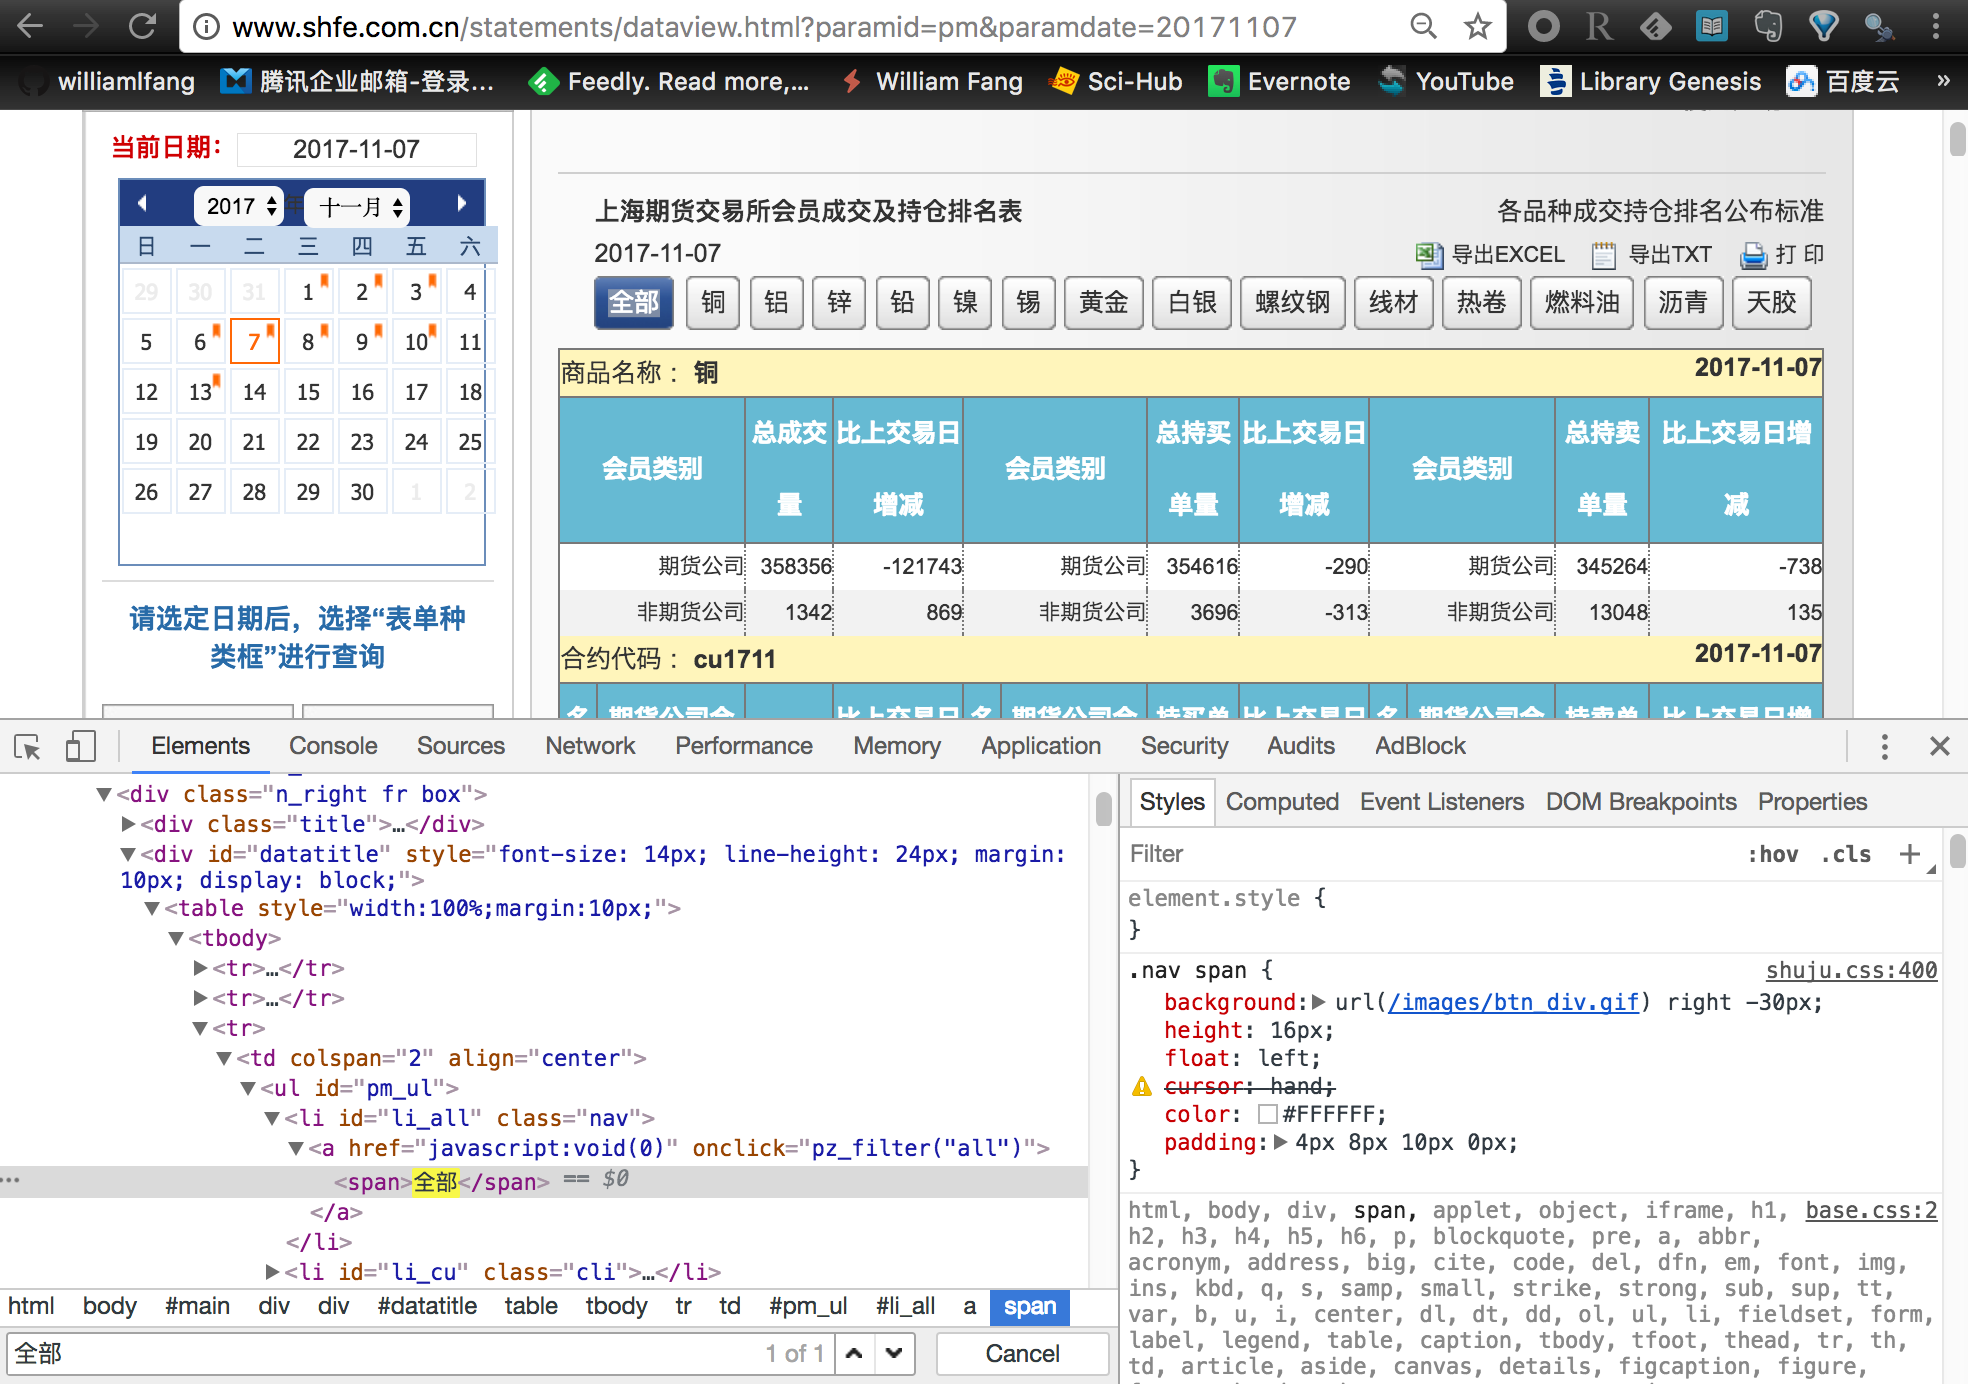 www.shfe.com.cn/statements/dataview.html?paramid=pm&paramdate=20171107
williamlfang 腾讯企业邮箱-登录... Feedly. Read more,... William Fang Sci-Hub Evernote YouTube Library Genesis 百度云 »
当前日期： 2017-11-07
2017 年 十一月
日 一 二 三 四 五 六
29 30 31 1 2 3 4
5 6 7 8 9 10 11
12 13 14 15 16 17 18
19 20 21 22 23 24 25
26 27 28 29 30 1 2
请选定日期后，选择“表单种
类框”进行查询
上海期货交易所会员成交及持仓排名表 各品种成交持仓排名公布标准
2017-11-07 导出EXCEL 导出TXT 打 印
全部 铜 铝 锌 铅 镍 锡 黄金 白银 螺纹钢 线材 热卷 燃料油 沥青 天胶
商品名称 ： 铜 2017-11-07
会员类别 总成交量 比上交易日增减 会员类别 总持买单量 比上交易日增减 会员类别 总持卖单量 比上交易日增减
期货公司 358356 -121743 期货公司 354616 -290 期货公司 345264 -738
非期货公司 1342 869 非期货公司 3696 -313 非期货公司 13048 135
合约代码 ： cu1711 2017-11-07
名 期货公司会 比上交易日 名 期货公司会 持买单 比上交易日 名 期货公司会 持卖单 比上交易日增
Elements Console Sources Network Performance Memory Application Security Audits AdBlock
<div class="n_right fr box">
<div class="title">…</div>
<div id="datatitle" style="font-size: 14px; line-height: 24px; margin:
10px; display: block;">
<table style="width:100%;margin:10px;">
<tbody>
<tr>…</tr>
<tr>…</tr>
<tr>
<td colspan="2" align="center">
<ul id="pm_ul">
<li id="li_all" class="nav">
<a href="javascript:void(0)" onclick="pz_filter("all")">
<span>全部</span> == $0
</a>
</li>
<li id="li_cu" class="cli">…</li>
html body #main div div #datatitle table tbody tr td #pm_ul #li_all a span
全部 1 of 1 Cancel
Styles Computed Event Listeners DOM Breakpoints Properties
Filter :hov .cls +
element.style {
}
.nav span { shuju.css:400
background: url(/images/btn_div.gif) right -30px;
height: 16px;
float: left;
cursor: hand;
color: #FFFFFF;
padding: 4px 8px 10px 0px;
}
html, body, div, span, applet, object, iframe, h1, base.css:2
h2, h3, h4, h5, h6, p, blockquote, pre, a, abbr,
acronym, address, big, cite, code, del, dfn, em, font, img,
ins, kbd, q, s, samp, small, strike, strong, sub, sup, tt,
var, b, u, i, center, dl, dt, dd, ol, ul, li, fieldset, form,
label, legend, table, caption, tbody, tfoot, thead, tr, th,
td, article, aside, canvas, details, figcaption, figure,